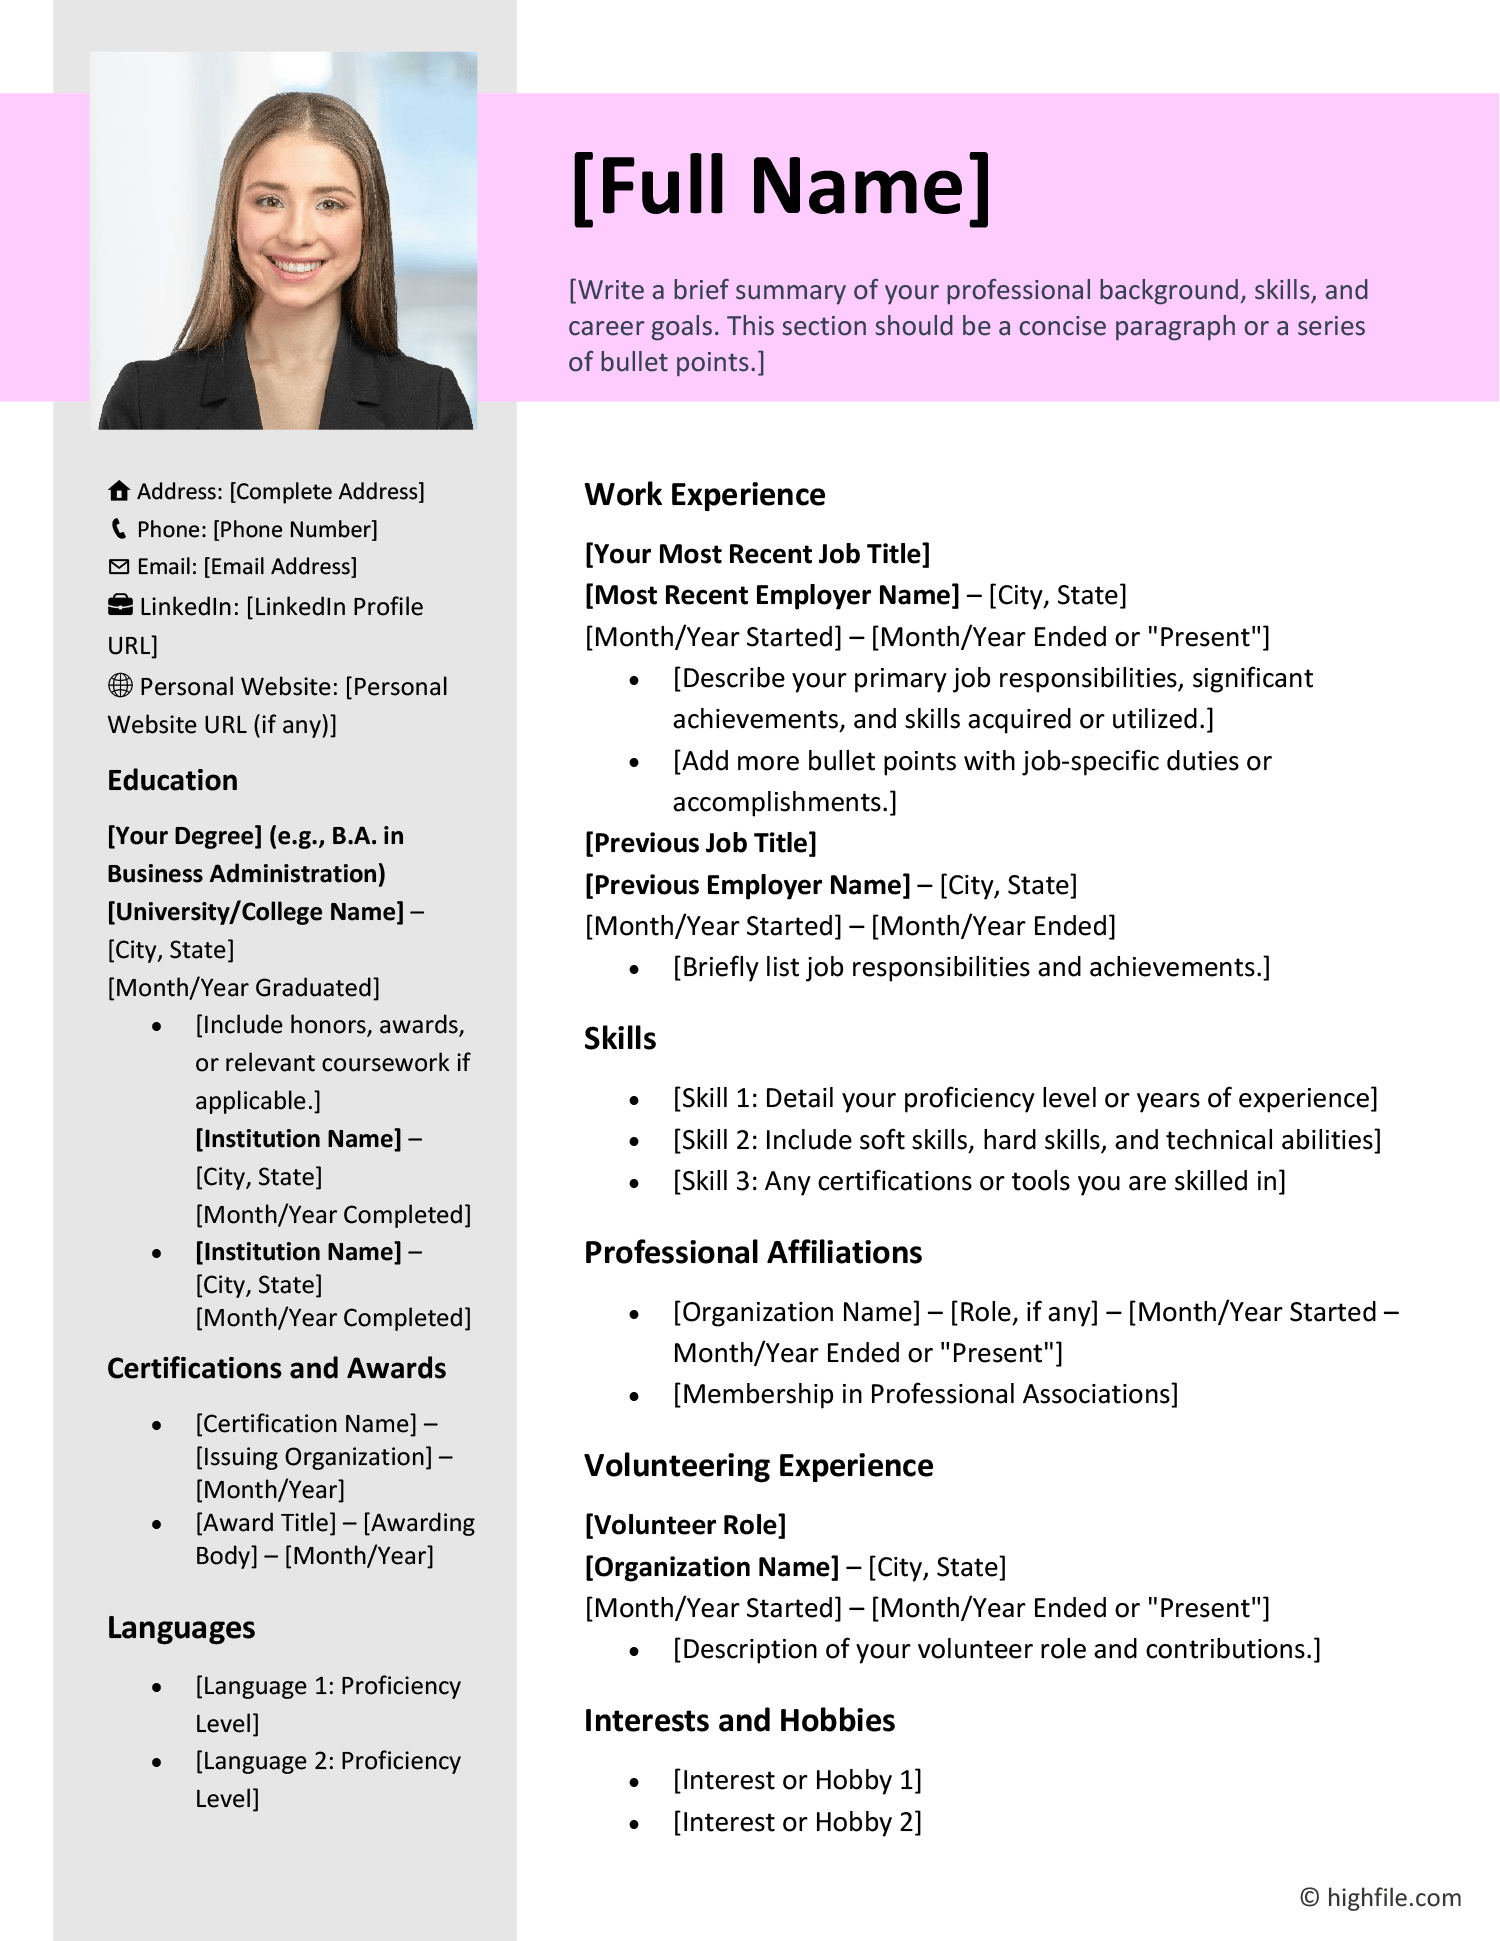 [Full Name]
[Write a brief summary of your professional background, skills, and
career goals. This section should be a concise paragraph or a series
of bullet points.]
Address: [Complete Address]
Phone: [Phone Number]
Email: [Email Address]
LinkedIn: [LinkedIn Profile
URL]
Personal Website: [Personal
Website URL (if any)]
Education
[Your Degree] (e.g., B.A. in
Business Administration)
[University/College Name] –
[City, State]
[Month/Year Graduated]
• [Include honors, awards,
or relevant coursework if
applicable.]
[Institution Name] –
[City, State]
[Month/Year Completed]
• [Institution Name] –
[City, State]
[Month/Year Completed]
Certifications and Awards
• [Certification Name] –
[Issuing Organization] –
[Month/Year]
• [Award Title] – [Awarding
Body] – [Month/Year]
Languages
• [Language 1: Proficiency
Level]
• [Language 2: Proficiency
Level]
Work Experience
[Your Most Recent Job Title]
[Most Recent Employer Name] – [City, State]
[Month/Year Started] – [Month/Year Ended or "Present"]
• [Describe your primary job responsibilities, significant
achievements, and skills acquired or utilized.]
• [Add more bullet points with job-specific duties or
accomplishments.]
[Previous Job Title]
[Previous Employer Name] – [City, State]
[Month/Year Started] – [Month/Year Ended]
• [Briefly list job responsibilities and achievements.]
Skills
• [Skill 1: Detail your proficiency level or years of experience]
• [Skill 2: Include soft skills, hard skills, and technical abilities]
• [Skill 3: Any certifications or tools you are skilled in]
Professional Affiliations
• [Organization Name] – [Role, if any] – [Month/Year Started –
Month/Year Ended or "Present"]
• [Membership in Professional Associations]
Volunteering Experience
[Volunteer Role]
[Organization Name] – [City, State]
[Month/Year Started] – [Month/Year Ended or "Present"]
• [Description of your volunteer role and contributions.]
Interests and Hobbies
• [Interest or Hobby 1]
• [Interest or Hobby 2]
© highfile.com